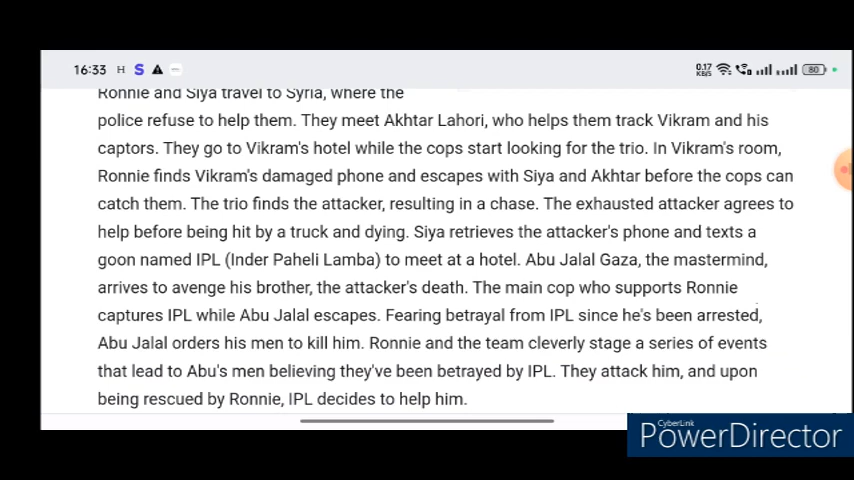 16:33 H S 0.17 KB/S 80
Ronnie and Siya travel to Syria, where the
police refuse to help them. They meet Akhtar Lahori, who helps them track Vikram and his
captors. They go to Vikram's hotel while the cops start looking for the trio. In Vikram's room,
Ronnie finds Vikram's damaged phone and escapes with Siya and Akhtar before the cops can
catch them. The trio finds the attacker, resulting in a chase. The exhausted attacker agrees to
help before being hit by a truck and dying. Siya retrieves the attacker's phone and texts a
goon named IPL (Inder Paheli Lamba) to meet at a hotel. Abu Jalal Gaza, the mastermind,
arrives to avenge his brother, the attacker's death. The main cop who supports Ronnie
captures IPL while Abu Jalal escapes. Fearing betrayal from IPL since he's been arrested,
Abu Jalal orders his men to kill him. Ronnie and the team cleverly stage a series of events
that lead to Abu's men believing they've been betrayed by IPL. They attack him, and upon
being rescued by Ronnie, IPL decides to help him.
CyberLink
PowerDirector